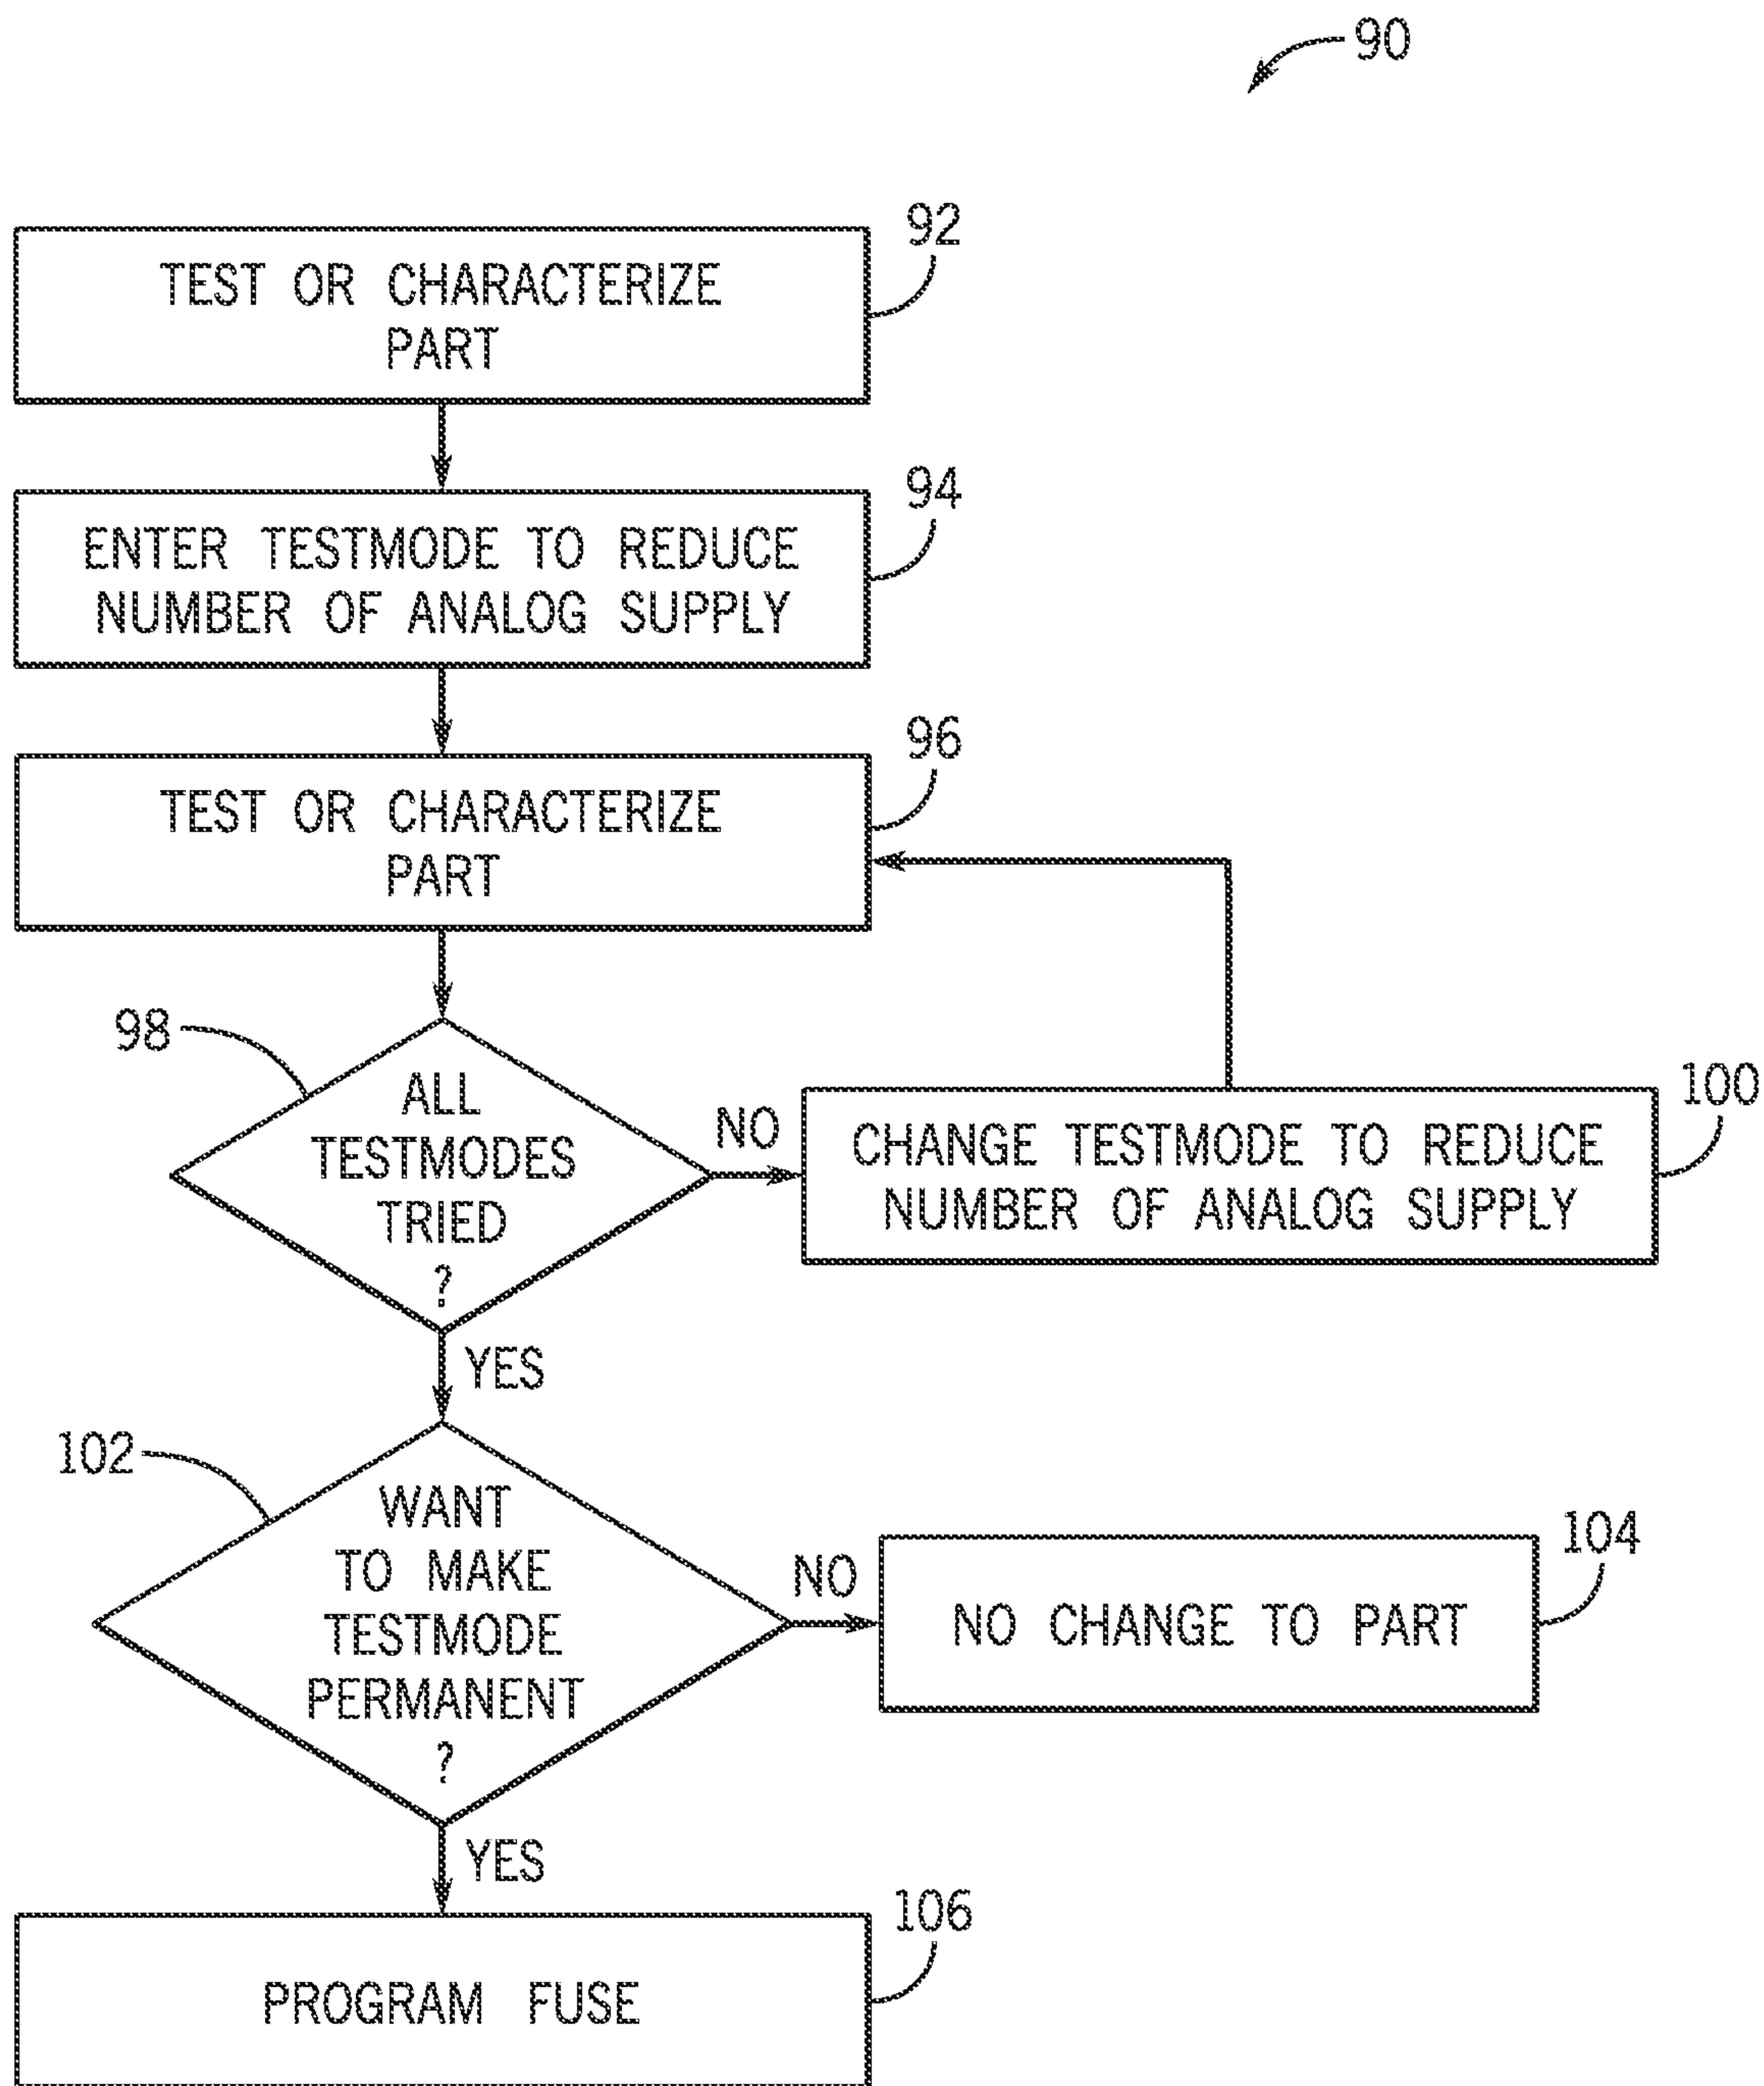 90
92
TEST OR CHARACTERIZE
PART
94
ENTER TESTMODE TO REDUCE
NUMBER OF ANALOG SUPPLY
96
TEST OR CHARACTERIZE
PART
98
ALL
TESTMODES
TRIED
?
NO
100
CHANGE TESTMODE TO REDUCE
NUMBER OF ANALOG SUPPLY
YES
102
WANT
TO MAKE
TESTMODE
PERMANENT
?
NO
104
NO CHANGE TO PART
YES
106
PROGRAM FUSE